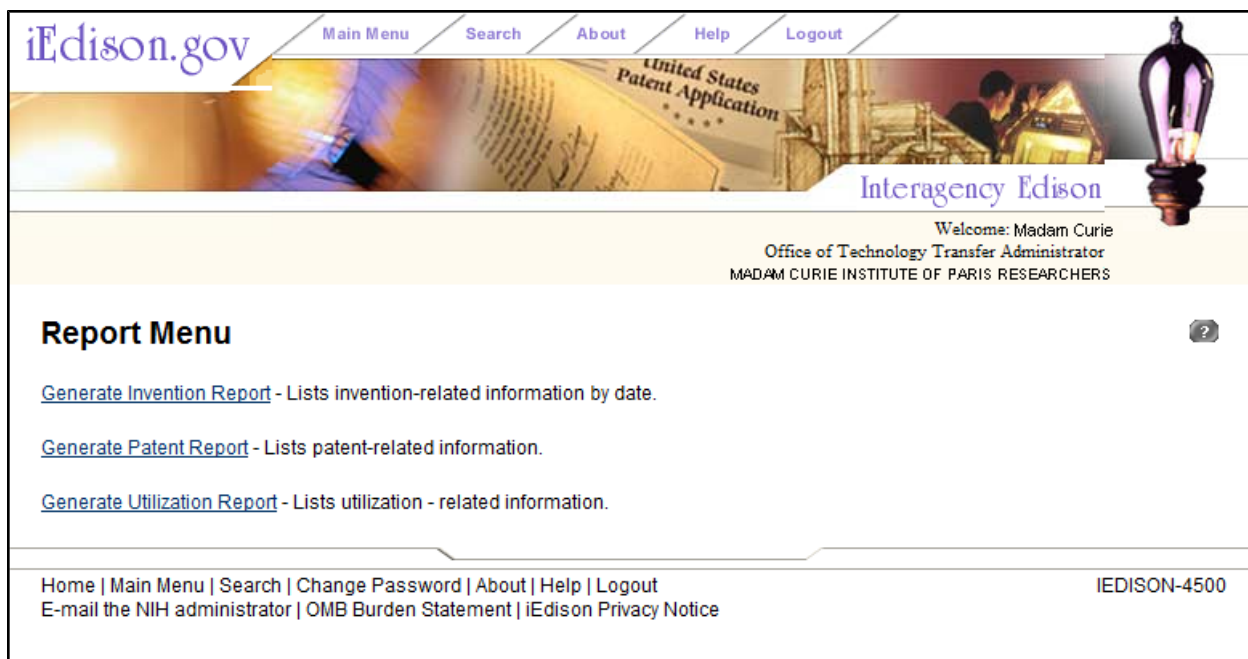 iEdison.gov
Main Menu
Search
About
Help
Logout
United States
Patent Application
Interagency Edison
Welcome: Madam Curie
Office of Technology Transfer Administrator
MADAM CURIE INSTITUTE OF PARIS RESEARCHERS
Report Menu
?
Generate Invention Report - Lists invention-related information by date.
Generate Patent Report - Lists patent-related information.
Generate Utilization Report - Lists utilization - related information.
Home | Main Menu | Search | Change Password | About | Help | Logout
IEDISON-4500
E-mail the NIH administrator | OMB Burden Statement | iEdison Privacy Notice